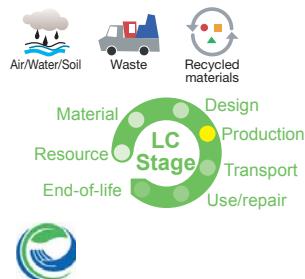 Air/Water/Soil
Waste
Recycled
materials
Material
Design
Resource
LC
Stage
Production
End-of-life
Transport
Use/repair